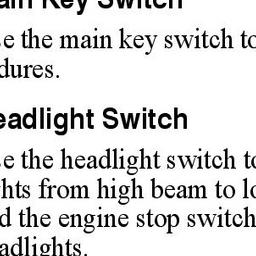 ain Key Switch
e the main key switch to
dures.
eadlight Switch
e the headlight switch to
hts from high beam to lo
d the engine stop switch
adlights.